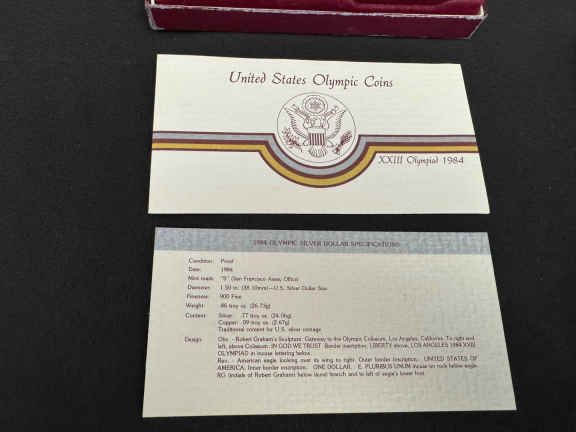 United States Olympic Coins
XXIII Olympiad 1984
1984 OLYMPIC SILVER DOLLAR SPECIFICATIONS
Condition: Proof
Date: 1984
Mint mark: "S" (San Francisco Assay Office)
Diameter: 1.50 in. (38.10mm)—U.S. Silver Dollar Size
Fineness: 900 Fine
Weight: .86 troy oz. (26.73g)
Content: Silver: .77 troy oz. (24.06g)
Copper: .09 troy oz. (2.67g)
Traditional content for U.S. silver coinage
Design: Obv. - Robert Graham's Sculpture: Gateway to the Olympic Coliseum, Los Angeles, California. To right and
left, above Coliseum: IN GOD WE TRUST. Border inscription, LIBERTY above, LOS ANGELES 1984 XXIII
OLYMPIAD in incuse lettering below.
Rev. - American eagle looking over its wing to right. Outer border inscription: UNITED STATES OF
AMERICA. Inner border inscription: ONE DOLLAR. E. PLURIBUS UNUM incuse on rock below eagle.
RG (initials of Robert Graham) below laurel branch and to left of eagle's lower foot.